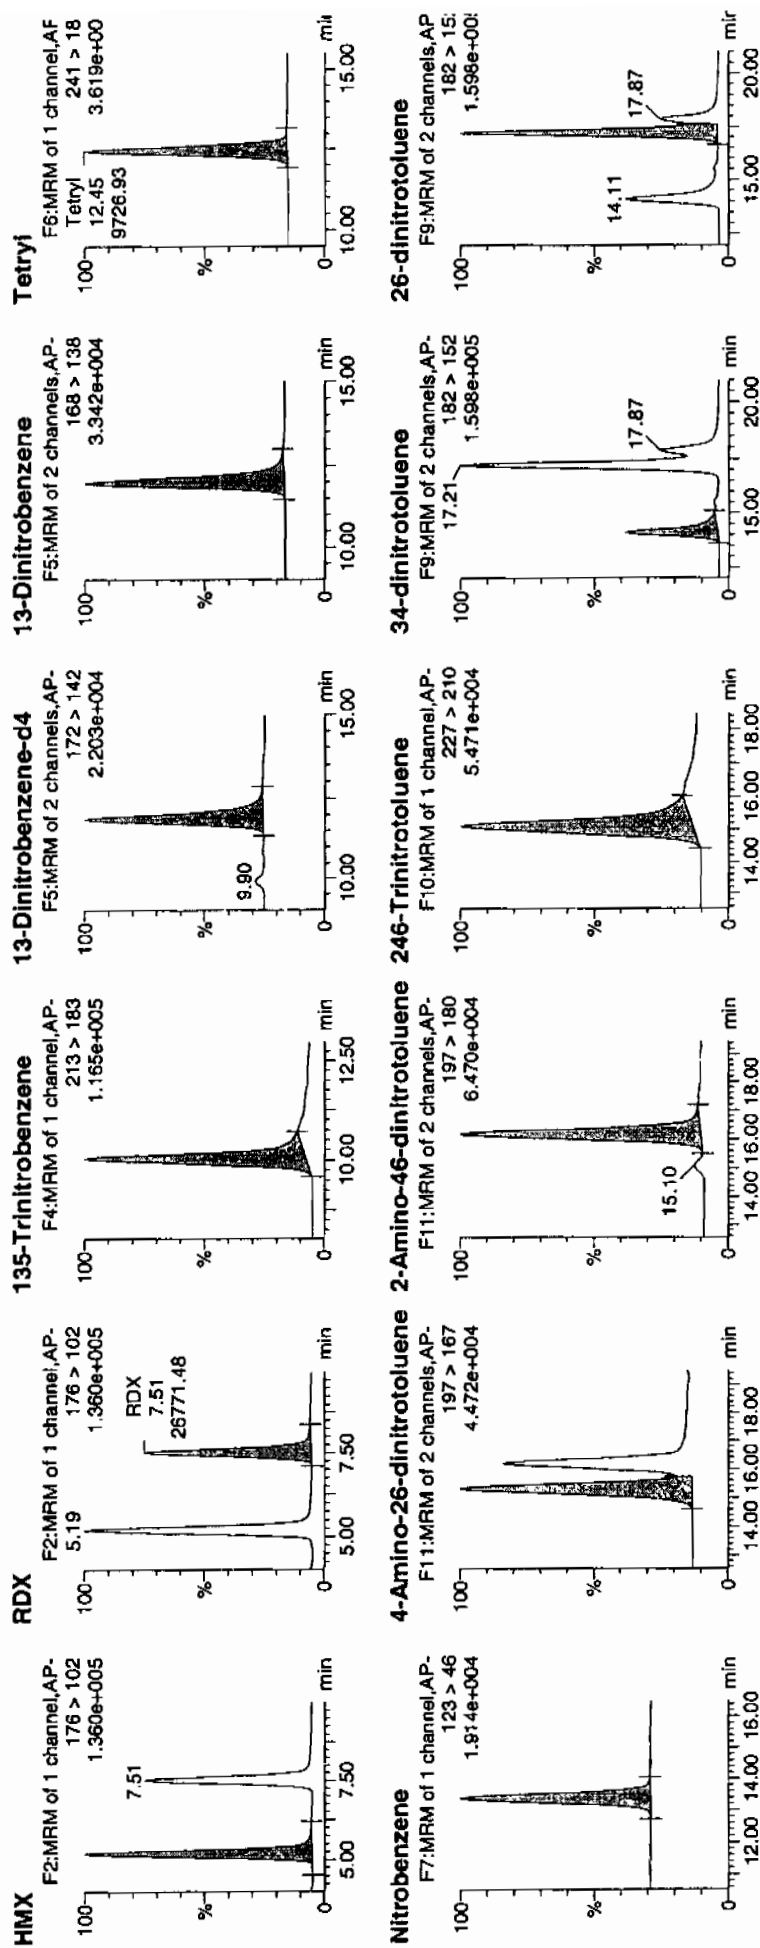 HMX
F2:MRM of 1 channel,AP-
176 > 102
1.360e+005
7.51
100
%
0
5.00 7.50 min
RDX
F2:MRM of 1 channel,AP-
176 > 102
1.360e+005
5.19
RDX
7.51
26771.48
100
%
0
5.00 7.50 min
135-Trinitrobenzene
F4:MRM of 1 channel,AP-
213 > 183
1.165e+005
100
%
0
10.00 12.50 min
13-Dinitrobenzene-d4
F5:MRM of 2 channels,AP-
172 > 142
2.203e+004
9.90
100
%
0
10.00 15.00 min
13-Dinitrobenzene
F5:MRM of 2 channels,AP-
168 > 138
3.342e+004
100
%
0
10.00 15.00 min
Tetryl
F6:MRM of 1 channel,AF
241 > 18
3.619e+00
Tetryl
12.45
9726.93
100
%
0
10.00 15.00
Nitrobenzene
F7:MRM of 1 channel,AP-
123 > 46
1.914e+004
100
%
0
12.00 14.00 16.00
4-Amino-26-dinitrotoluene
F11:MRM of 2 channels,AP-
197 > 167
4.472e+004
100
%
0
14.00 16.00 18.00 min
2-Amino-46-dinitrotoluene
F11:MRM of 2 channels,AP-
197 > 180
6.470e+004
15.10
100
%
0
14.00 16.00 18.00 min
246-Trinitrotoluene
F10:MRM of 1 channel,AP-
227 > 210
5.471e+004
100
%
0
14.00 16.00 18.00 min
34-dinitrotoluene
F9:MRM of 2 channels,AP-
182 > 152
1.598e+005
17.21
17.87
100
%
0
15.00 20.00 min
26-dinitrotoluene
F9:MRM of 2 channels,AP
182 > 15
1.598e+00
14.11
17.87
100
%
0
15.00 20.00